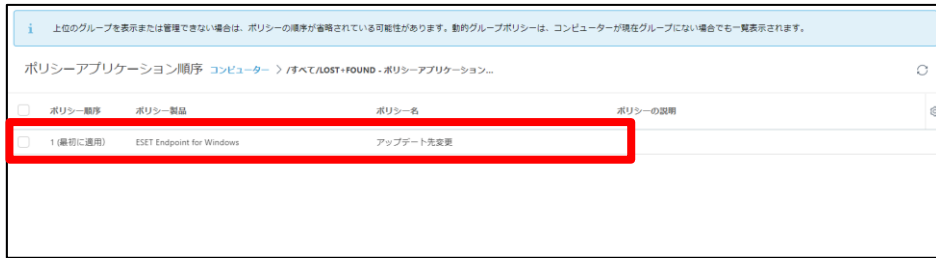 i 上位のグループを表示または管理できない場合は、ポリシーの順序が省略されている可能性があります。動的グループポリシーは、コンピューターが現在グループにない場合でも一覧表示されます。
ポリシーアプリケーション順序 コンピューター > /すべて/LOST+FOUND - ポリシーアプリケーション...
ポリシー順序 ポリシー製品 ポリシー名 ポリシーの説明
1 (最初に適用) ESET Endpoint for Windows アップデート先変更